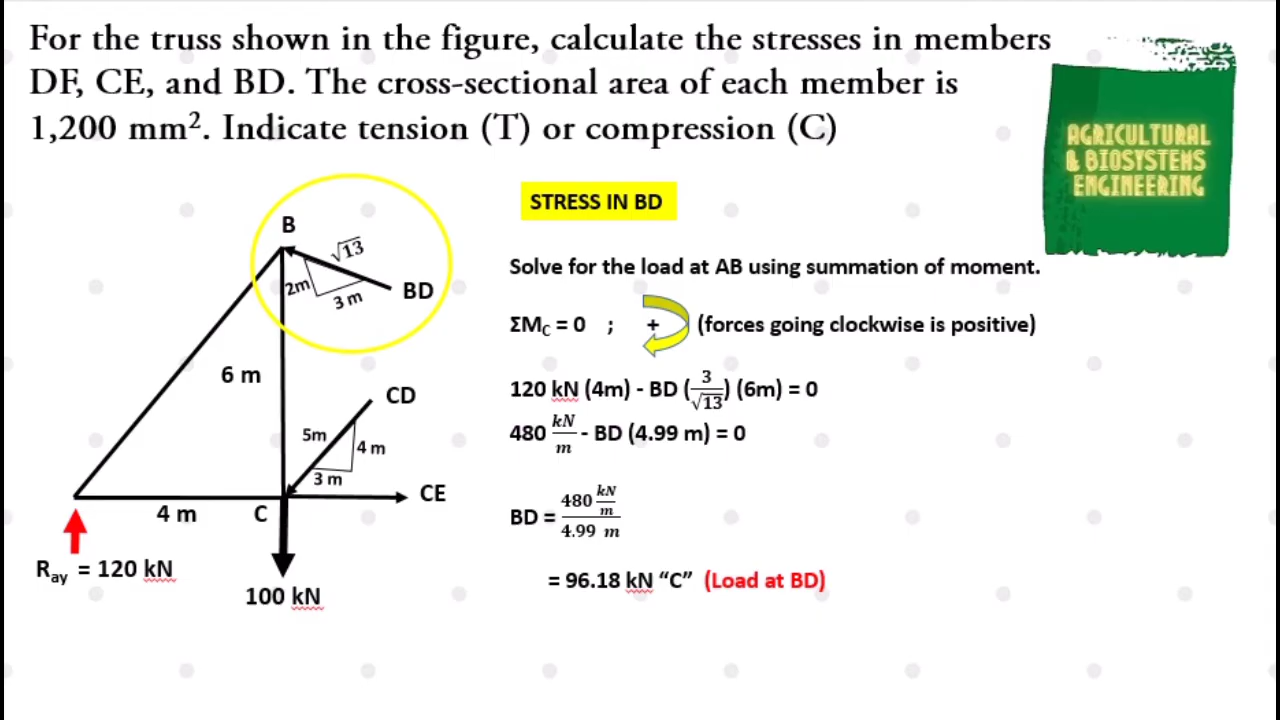 For the truss shown in the figure, calculate the stresses in members
DF, CE, and BD. The cross-sectional area of each member is
1,200 mm². Indicate tension (T) or compression (C)
AGRICULTURAL
& BIOSYSTEMS
ENGINEERING
STRESS IN BD
B
√13
2m
3 m
BD
6 m
CD
5m
4 m
3 m
CE
4 m
C
Ray = 120 kN
100 kN
Solve for the load at AB using summation of moment.
ΣMC = 0 ; + (forces going clockwise is positive)
120 kN (4m) - BD (3/√13) (6m) = 0
480 kN/m - BD (4.99 m) = 0
BD = 480 kN/m / 4.99 m
= 96.18 kN “C” (Load at BD)